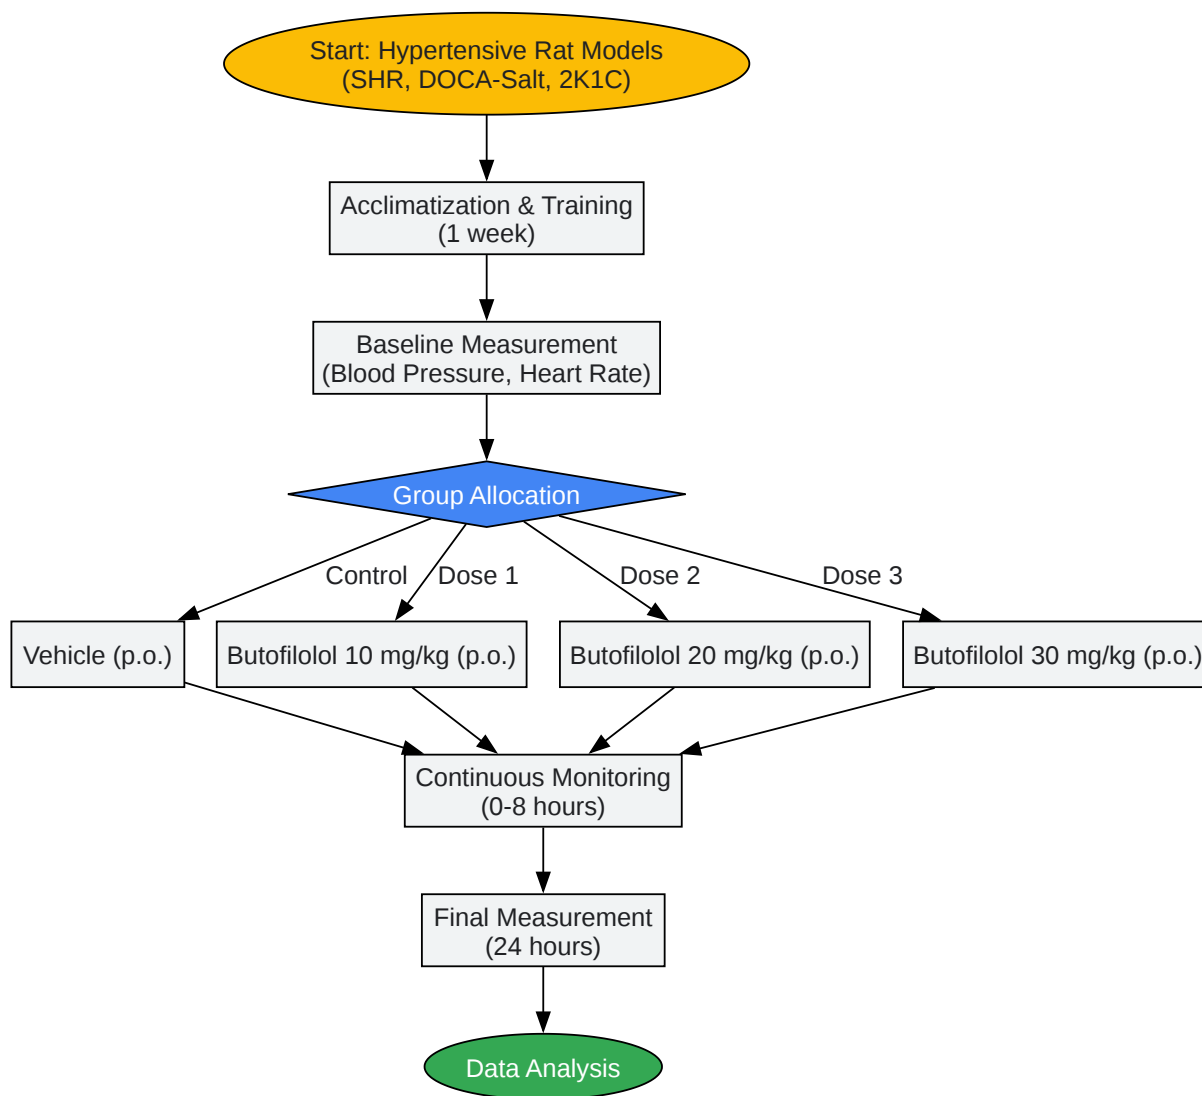 Start: Hypertensive Rat Models
(SHR, DOCA-Salt, 2K1C)
Acclimatization & Training
(1 week)
Baseline Measurement
(Blood Pressure, Heart Rate)
Group Allocation
Control
Dose 1
Dose 2
Dose 3
Vehicle (p.o.)
Butofilolol 10 mg/kg (p.o.)
Butofilolol 20 mg/kg (p.o.)
Butofilolol 30 mg/kg (p.o.)
Continuous Monitoring
(0-8 hours)
Final Measurement
(24 hours)
Data Analysis